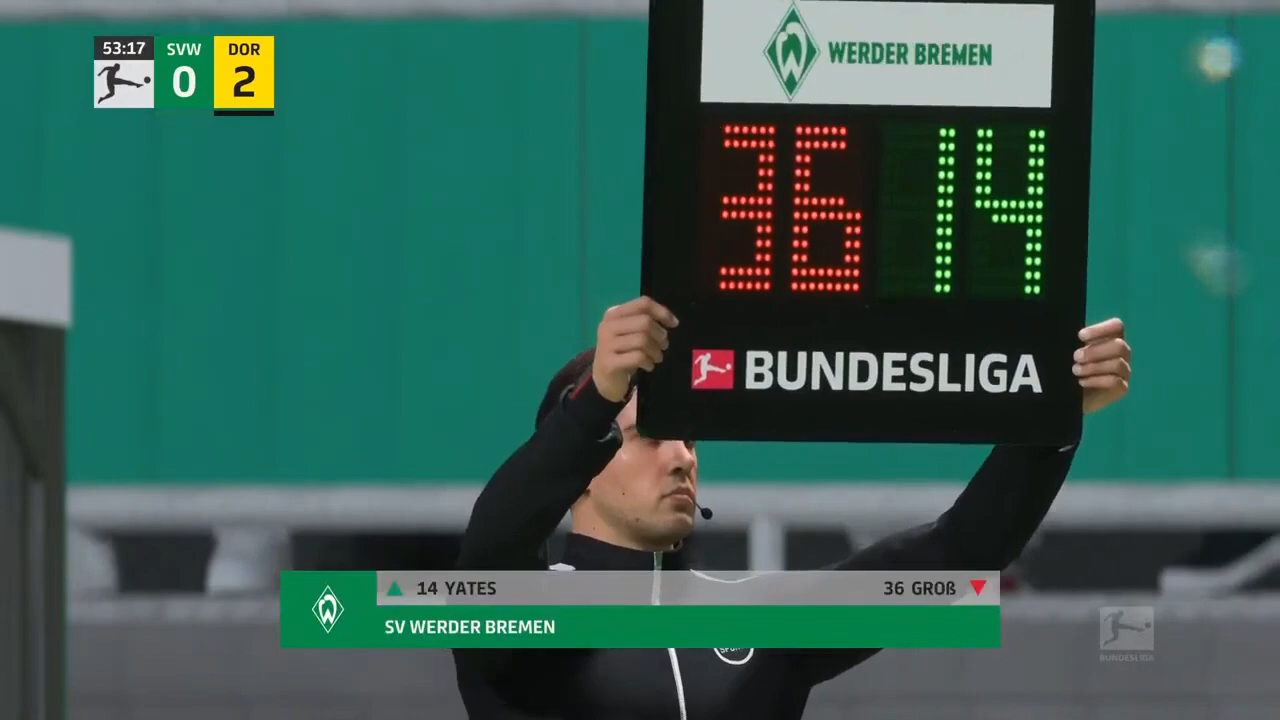 53:17 SVW DOR
0 2
WERDER BREMEN
36 14
BUNDESLIGA
14 YATES 36 GROß
SV WERDER BREMEN
BUNDESLIGA